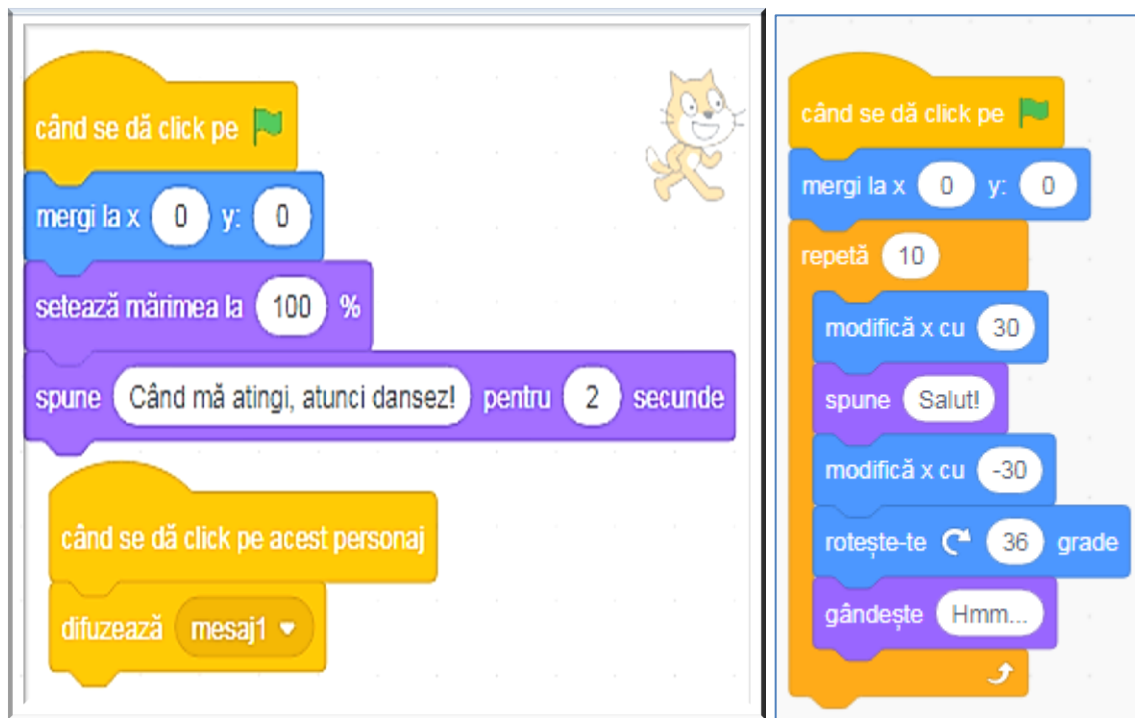 când se dă click pe
mergi la x 0 y: 0
setează mărimea la 100 %
spune Când mă atingi, atunci dansez! pentru 2 secunde
când se dă click pe acest personaj
difuzează mesaj1
când se dă click pe
mergi la x 0 y: 0
repetă 10
modifică x cu 30
spune Salut!
modifică x cu -30
rotește-te 36 grade
gândește Hmm...